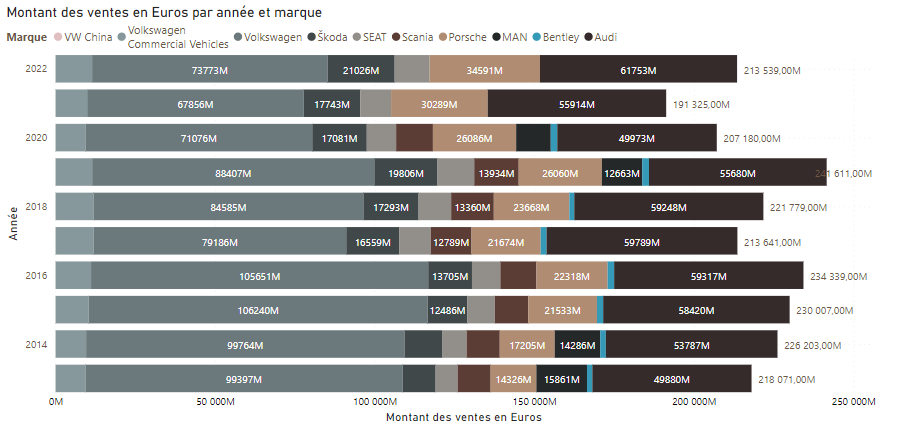 Montant des ventes en Euros par année et marque
Marque VW China Volkswagen Commercial Vehicles Volkswagen Škoda SEAT Scania Porsche MAN Bentley Audi
2022 73773M 21026M 34591M 61753M 213 539,00M
67856M 17743M 30289M 55914M 191 325,00M
2020 71076M 17081M 26086M 49973M 207 180,00M
88407M 19806M 13934M 26060M 12663M 55680M 241 611,00M
2018 84585M 17293M 13360M 23668M 59248M 221 779,00M
79186M 16559M 12789M 21674M 59789M 213 641,00M
2016 105651M 13705M 22318M 59317M 234 339,00M
106240M 12486M 21533M 58420M 230 007,00M
2014 99764M 17205M 14286M 53787M 226 203,00M
99397M 14326M 15861M 49880M 218 071,00M
Année
0M 50 000M 100 000M 150 000M 200 000M 250 000M
Montant des ventes en Euros